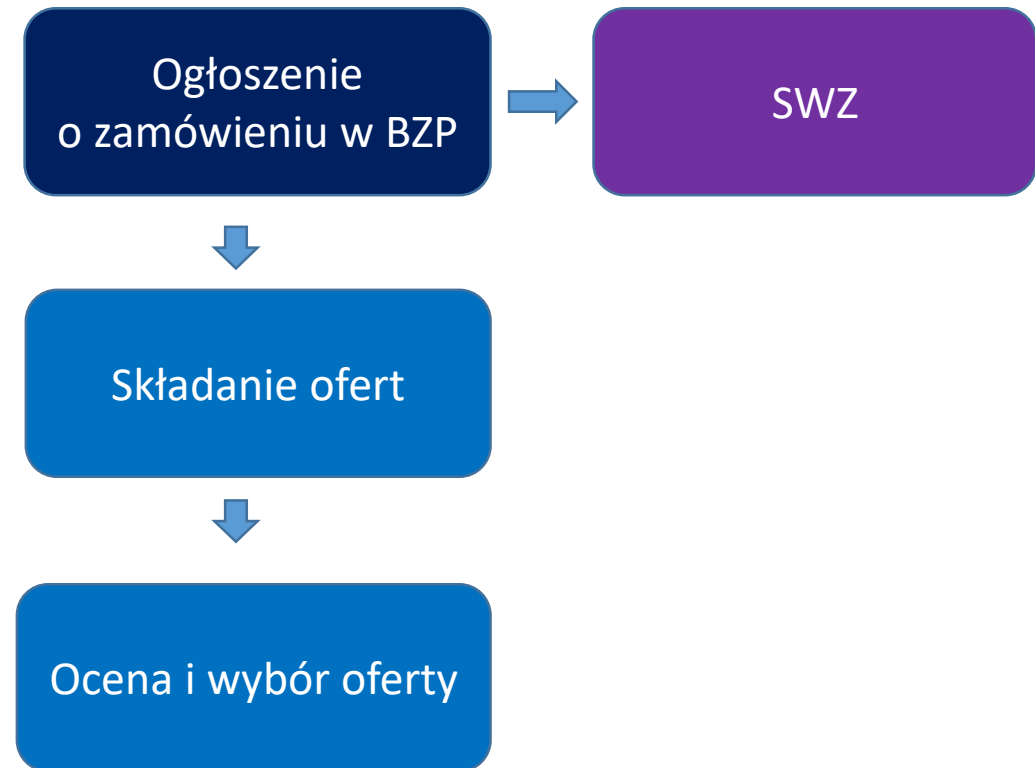 Ogłoszenie
o zamówieniu w BZP
SWZ
Składanie ofert
Ocena i wybór oferty